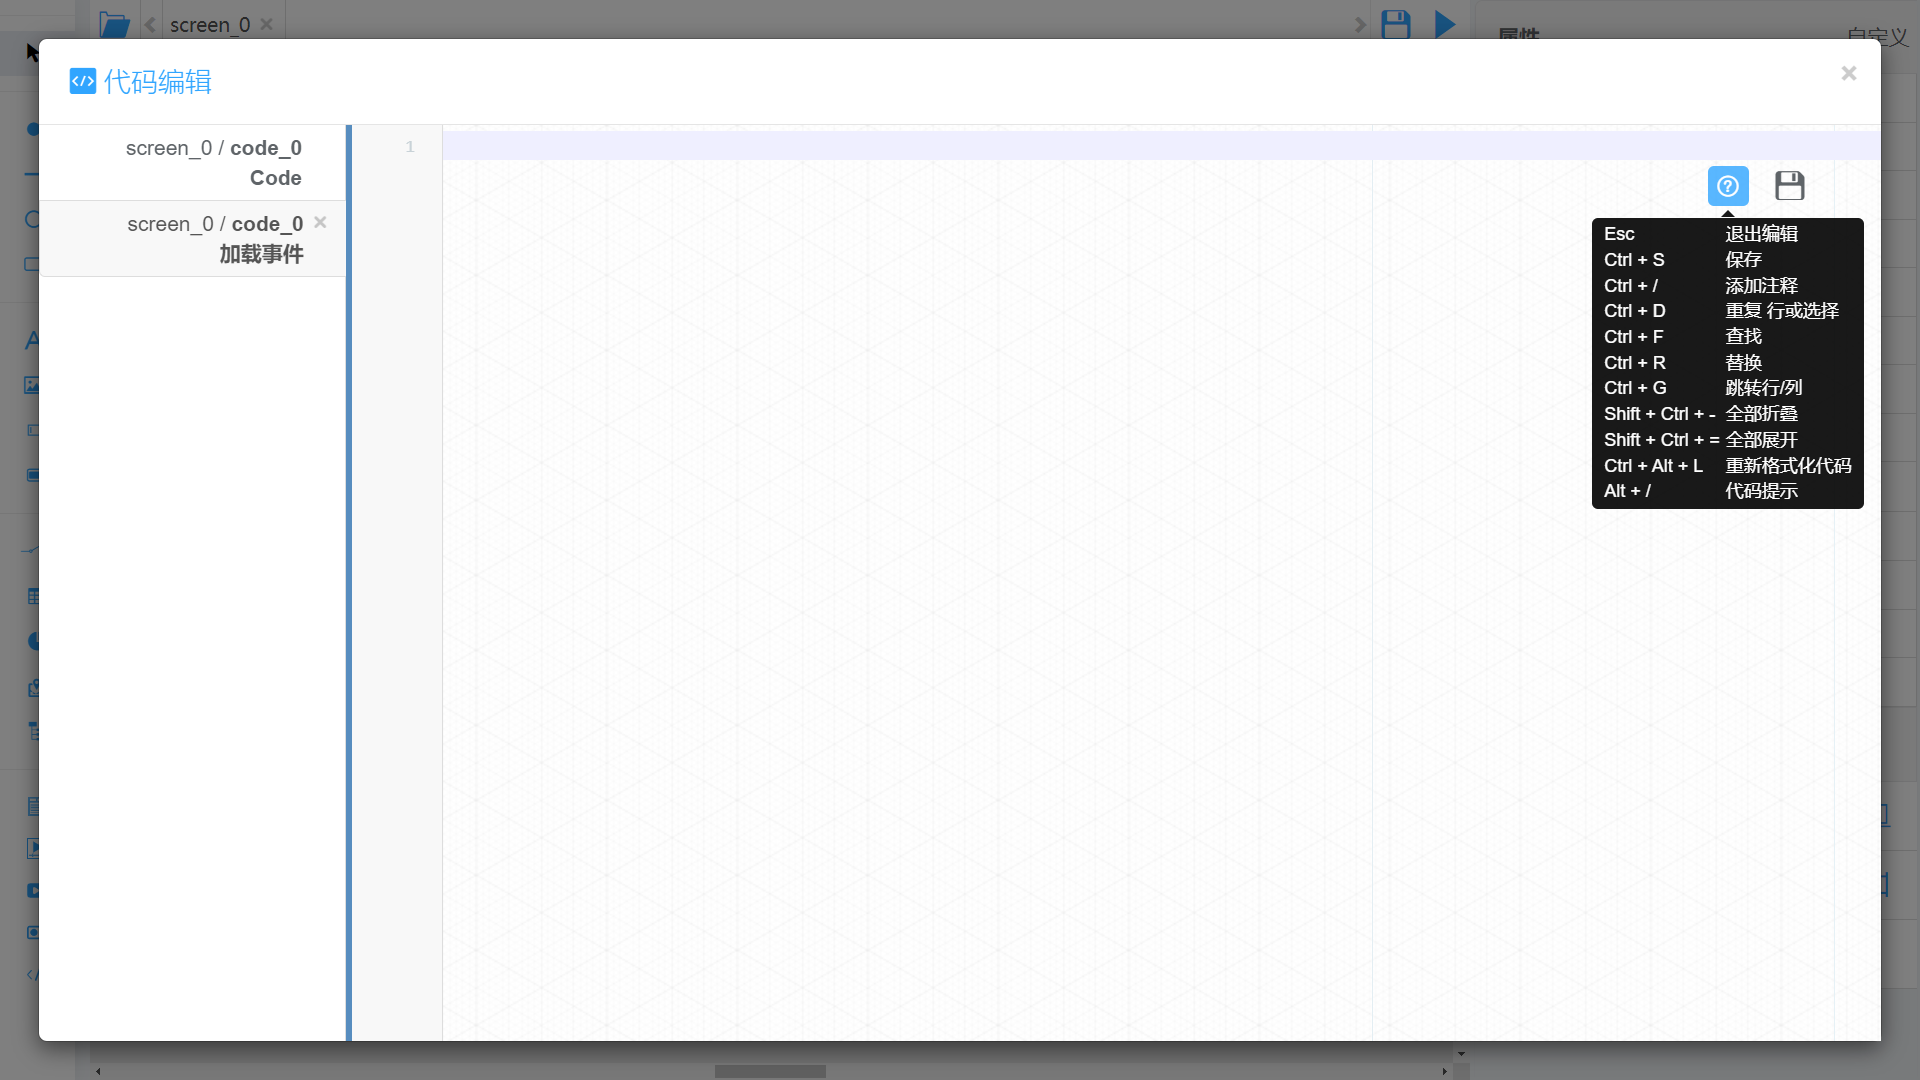 screen_0
属性
自定义
代码编辑
screen_0 / code_0
Code
screen_0 / code_0
加载事件
1
Esc 退出编辑
Ctrl + S 保存
Ctrl + / 添加注释
Ctrl + D 重复 行或选择
Ctrl + F 查找
Ctrl + R 替换
Ctrl + G 跳转行/列
Shift + Ctrl + - 全部折叠
Shift + Ctrl + = 全部展开
Ctrl + Alt + L 重新格式化代码
Alt + / 代码提示